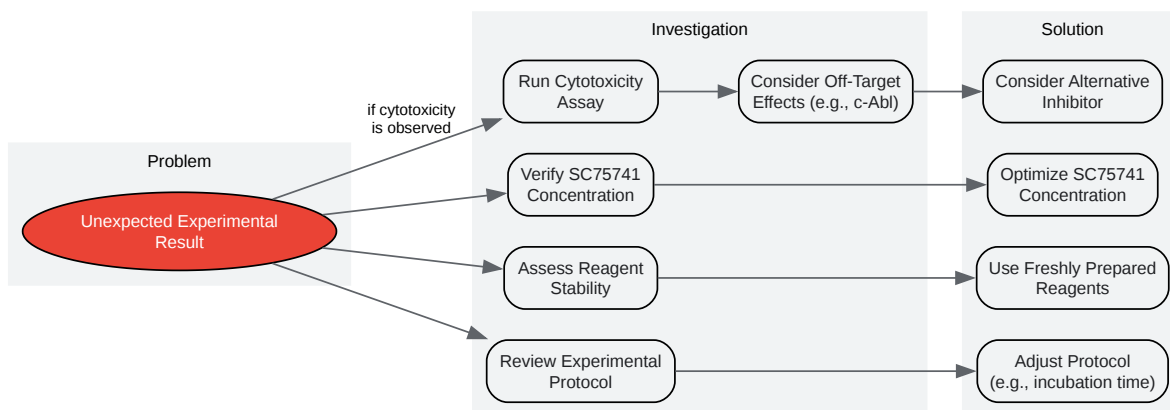 Investigation
Solution
Run Cytotoxicity
Assay
Consider Off-Target
Effects (e.g., c-Abl)
Consider Alternative
Inhibitor
if cytotoxicity
is observed
Problem
Unexpected Experimental
Result
Verify SC75741
Concentration
Optimize SC75741
Concentration
Assess Reagent
Stability
Use Freshly Prepared
Reagents
Review Experimental
Protocol
Adjust Protocol
(e.g., incubation time)